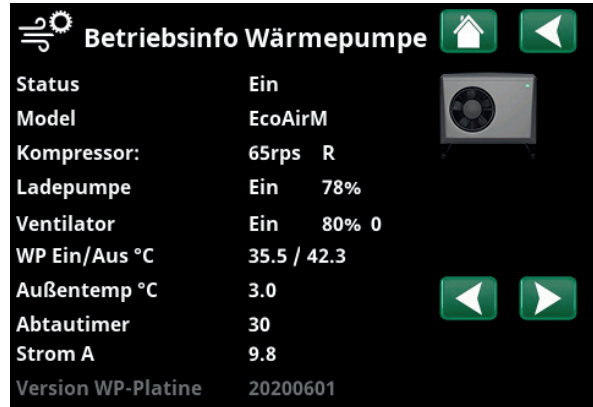 Betriebsinfo Wärmepumpe
Status Ein
Model EcoAirM
Kompressor: 65rps R
Ladepumpe Ein 78%
Ventilator Ein 80% 0
WP Ein/Aus °C 35.5 / 42.3
Außentemp °C 3.0
Abtautimer 30
Strom A 9.8
Version WP-Platine 20200601